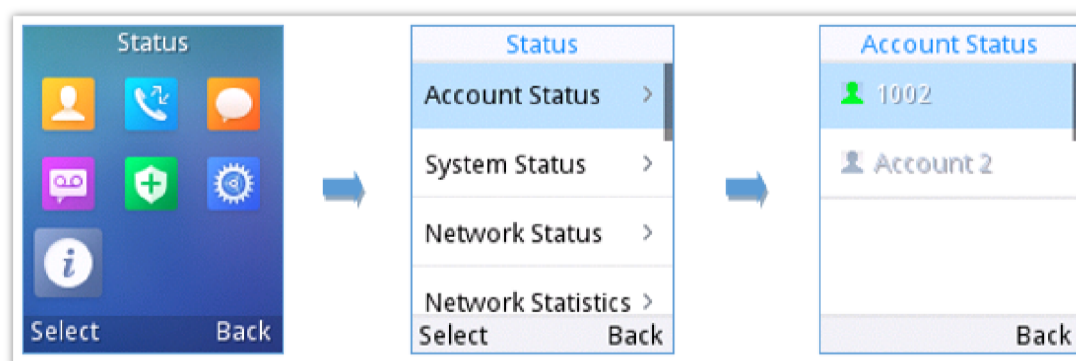 Status
Select Back
Status
Account Status
System Status
Network Status
Network Statistics
Select Back
Account Status
1002
Account 2
Back